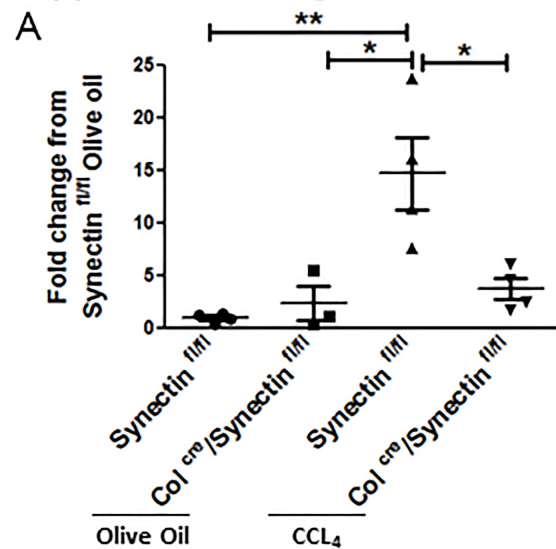 A
**
*
*
25
20
15
10
5
0
Fold change from
Synectin fl/fl Olive oil
Synectin fl/fl
Col cre/Synectin fl/fl
Synectin fl/fl
Col cre/Synectin fl/fl
Olive Oil
CCL₄